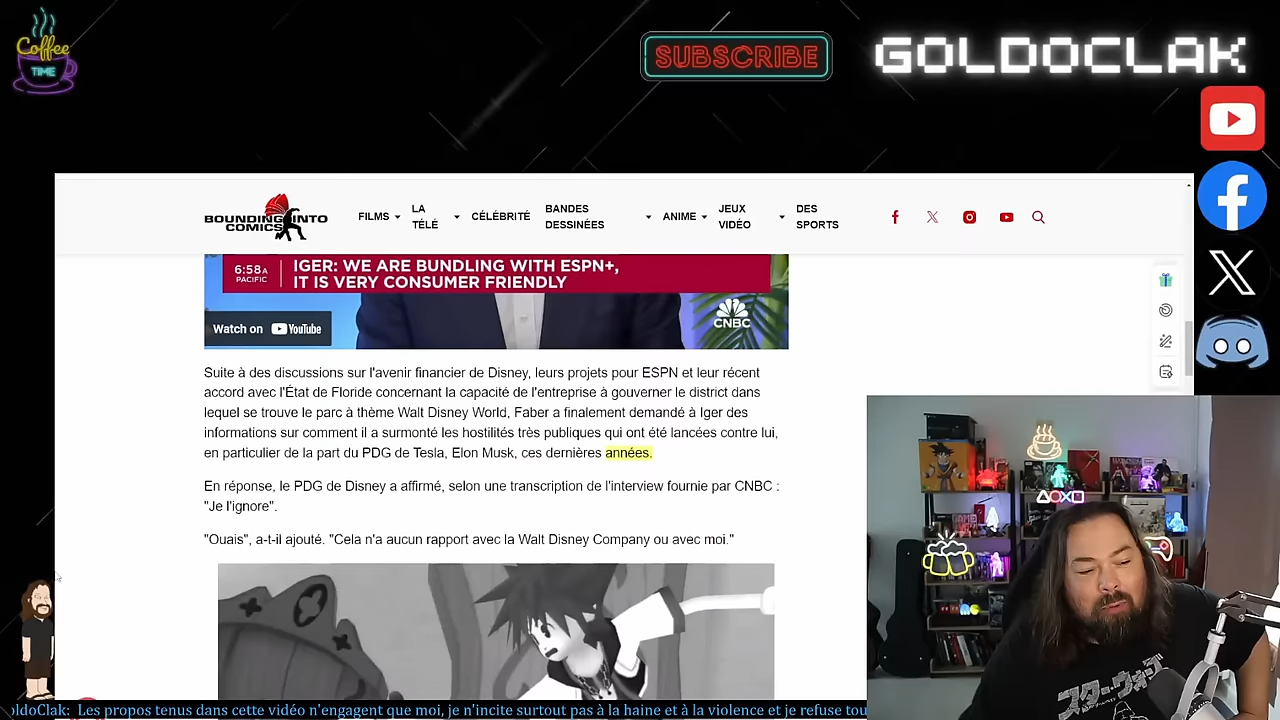 Coffee
TIME
SUBSCRIBE
GOLDOCLAK
BOUNDING INTO
COMICS
FILMS
LA
TÉLÉ
CÉLÉBRITÉ
BANDES
DESSINÉES
ANIME
JEUX
VIDÉO
DES
SPORTS
6:58A
PACIFIC
IGER: WE ARE BUNDLING WITH ESPN+,
IT IS VERY CONSUMER FRIENDLY
Watch on YouTube
CNBC
Suite à des discussions sur l'avenir financier de Disney, leurs projets pour ESPN et leur récent
accord avec l'État de Floride concernant la capacité de l'entreprise à gouverner le district dans
lequel se trouve le parc à thème Walt Disney World, Faber a finalement demandé à Iger des
informations sur comment il a surmonté les hostilités très publiques qui ont été lancées contre lui,
en particulier de la part du PDG de Tesla, Elon Musk, ces dernières années.
En réponse, le PDG de Disney a affirmé, selon une transcription de l'interview fournie par CNBC :
"Je l'ignore".
"Ouais", a-t-il ajouté. "Cela n'a aucun rapport avec la Walt Disney Company ou avec moi."
スター・ウォーズ
oldoClak: Les propos tenus dans cette vidéo n'engagent que moi, je n'incite surtout pas à la haine et à la violence et je refuse tou